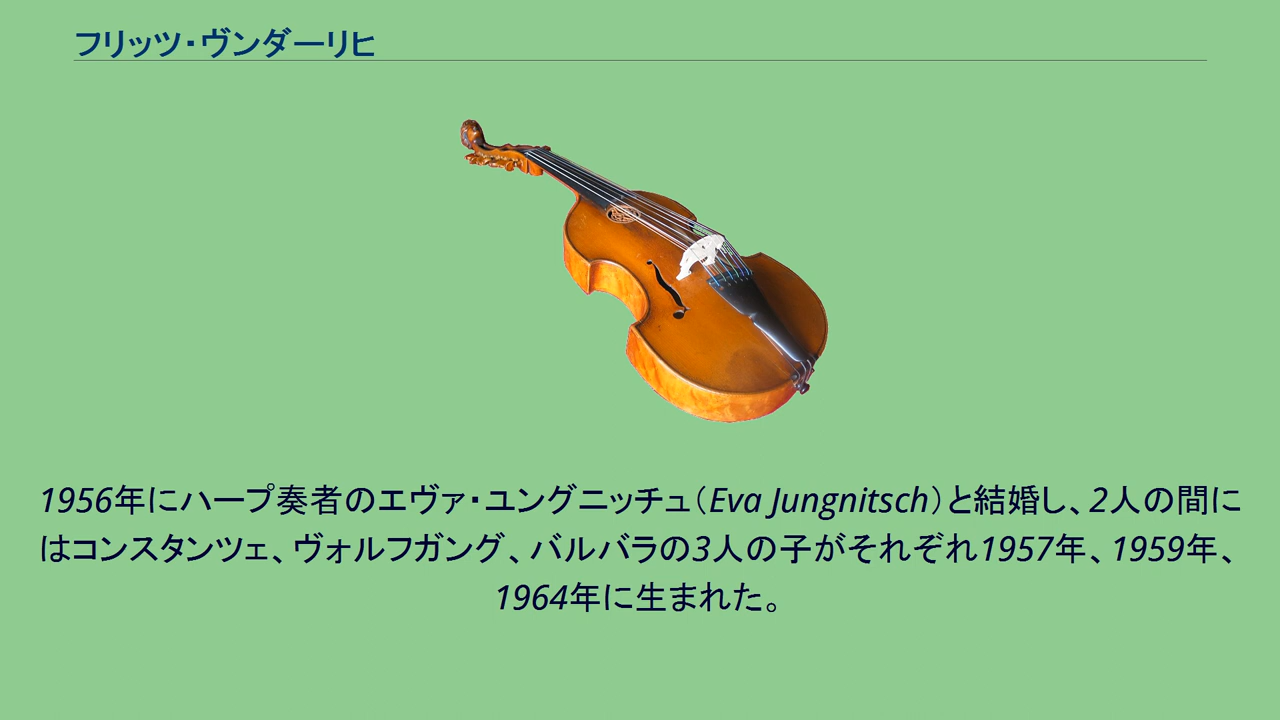 フリッツ・ヴンダーリヒ
1956年にハープ奏者のエヴァ・ユングニッチュ（Eva Jungnitsch）と結婚し、2人の間に
はコンスタンツェ、ヴォルフガング、バルバラの3人の子がそれぞれ1957年、1959年、
1964年に生まれた。